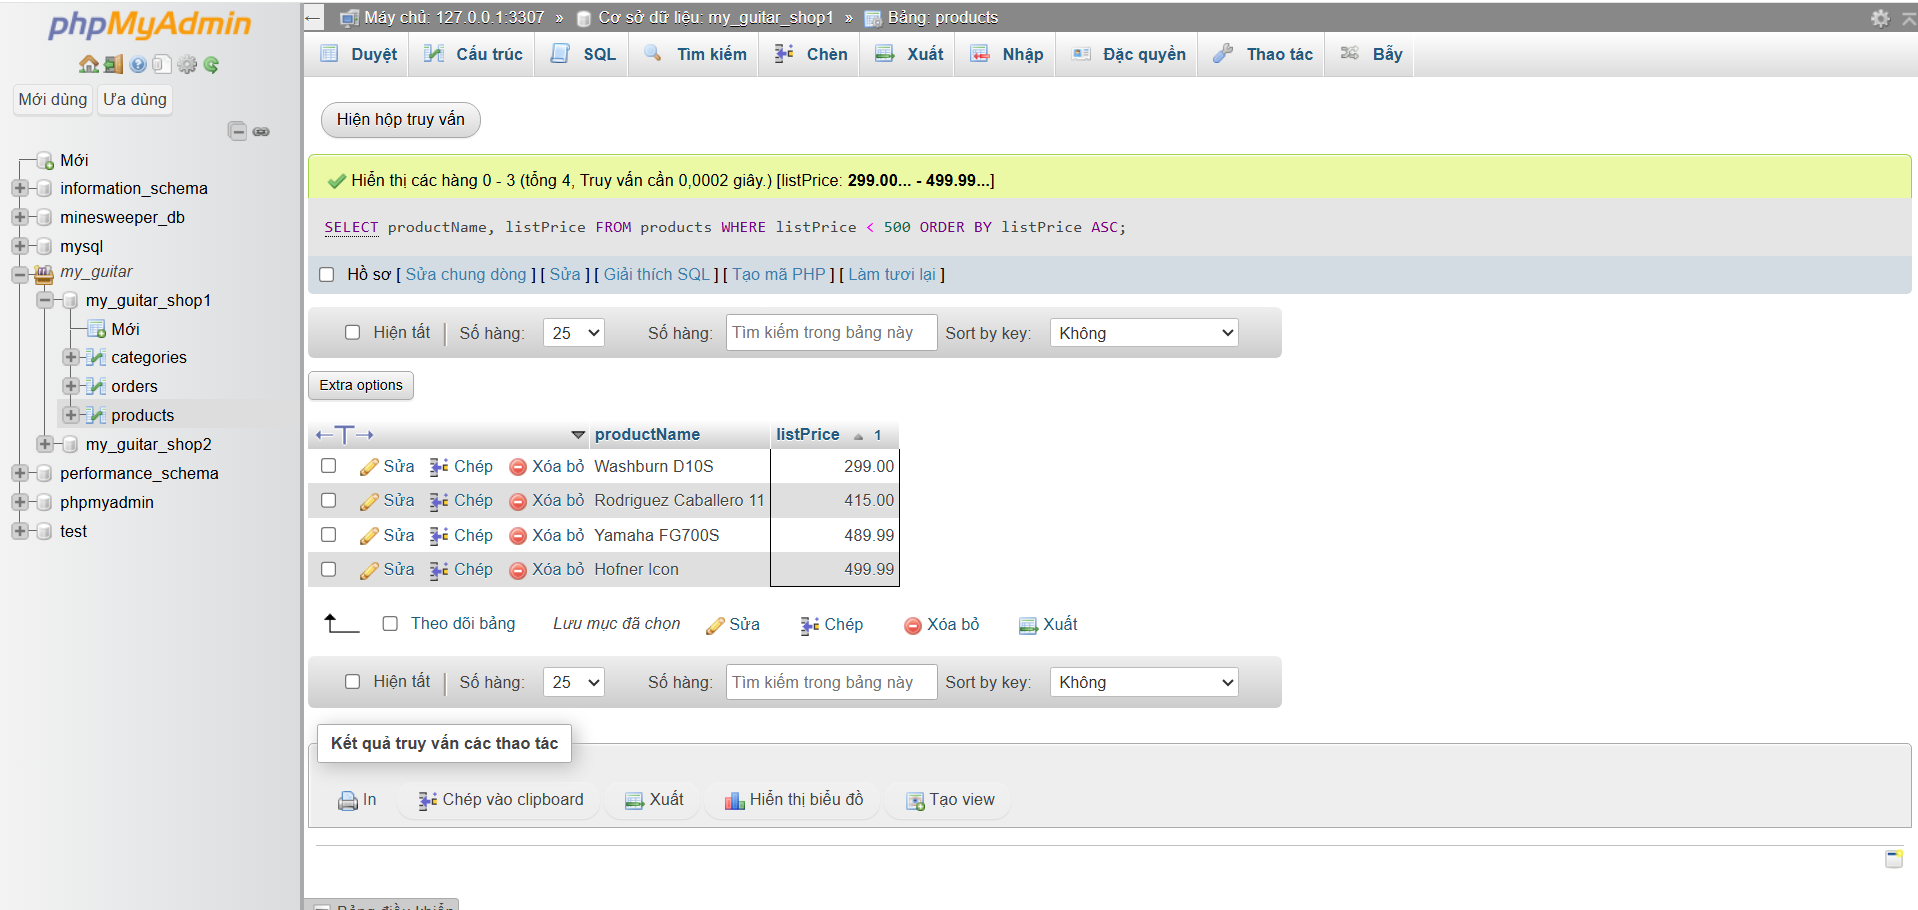 phpMyAdmin
Mới dùng Ưa dùng
Mới
information_schema
minesweeper_db
mysql
my_guitar
my_guitar_shop1
Mới
categories
orders
products
my_guitar_shop2
performance_schema
phpmyadmin
test
Máy chủ: 127.0.0.1:3307 » Cơ sở dữ liệu: my_guitar_shop1 » Bảng: products
Duyệt Cấu trúc SQL Tìm kiếm Chèn Xuất Nhập Đặc quyền Thao tác Bẫy
Hiện hộp truy vấn
Hiển thị các hàng 0 - 3 (tổng 4, Truy vấn cần 0,0002 giây.) [listPrice: 299.00... - 499.99...]
SELECT productName, listPrice FROM products WHERE listPrice < 500 ORDER BY listPrice ASC;
Hồ sơ [ Sửa chung dòng ] [ Sửa ] [ Giải thích SQL ] [ Tạo mã PHP ] [ Làm tươi lại ]
Hiện tất Số hàng: 25 Số hàng: Tìm kiếm trong bảng này Sort by key: Không
Extra options
←T→ productName listPrice 1
Sửa Chép Xóa bỏ Washburn D10S 299.00
Sửa Chép Xóa bỏ Rodriguez Caballero 11 415.00
Sửa Chép Xóa bỏ Yamaha FG700S 489.99
Sửa Chép Xóa bỏ Hofner Icon 499.99
Theo dõi bảng Lưu mục đã chọn Sửa Chép Xóa bỏ Xuất
Hiện tất Số hàng: 25 Số hàng: Tìm kiếm trong bảng này Sort by key: Không
Kết quả truy vấn các thao tác
In Chép vào clipboard Xuất Hiển thị biểu đồ Tạo view
Bảng điều khiển